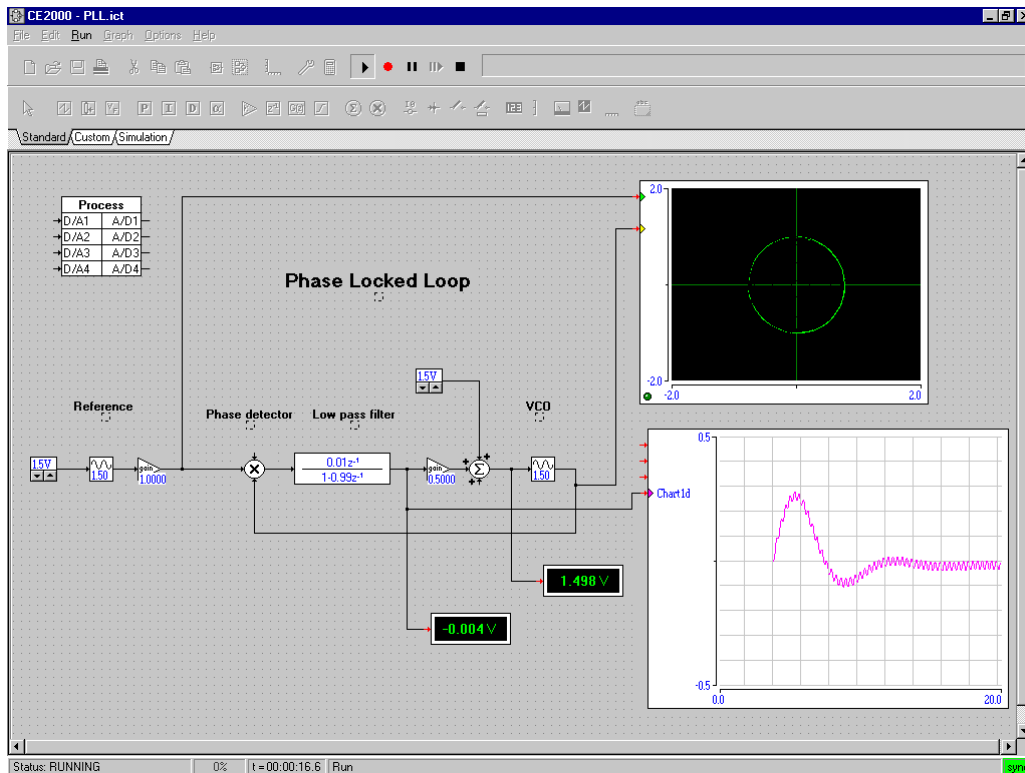 CE2000 - PLL.ict
File Edit Run Graph Options Help
Standard Custom Simulation
Process
D/A1 A/D1
D/A2 A/D2
D/A3 A/D3
D/A4 A/D4
Phase Locked Loop
2.0
-2.0
-2.0 2.0
1.5V
Reference
Phase detector
Low pass filter
VCO
1.5V
1.50
gain
1.0000
0.01z-¹
1-0.99z-¹
gain
0.5000
Σ
1.50
0.5
Chart1d
-0.5
0.0 20.0
1.498 V
-0.004 V
Status: RUNNING 0% t = 00:00:16.6 Run sync